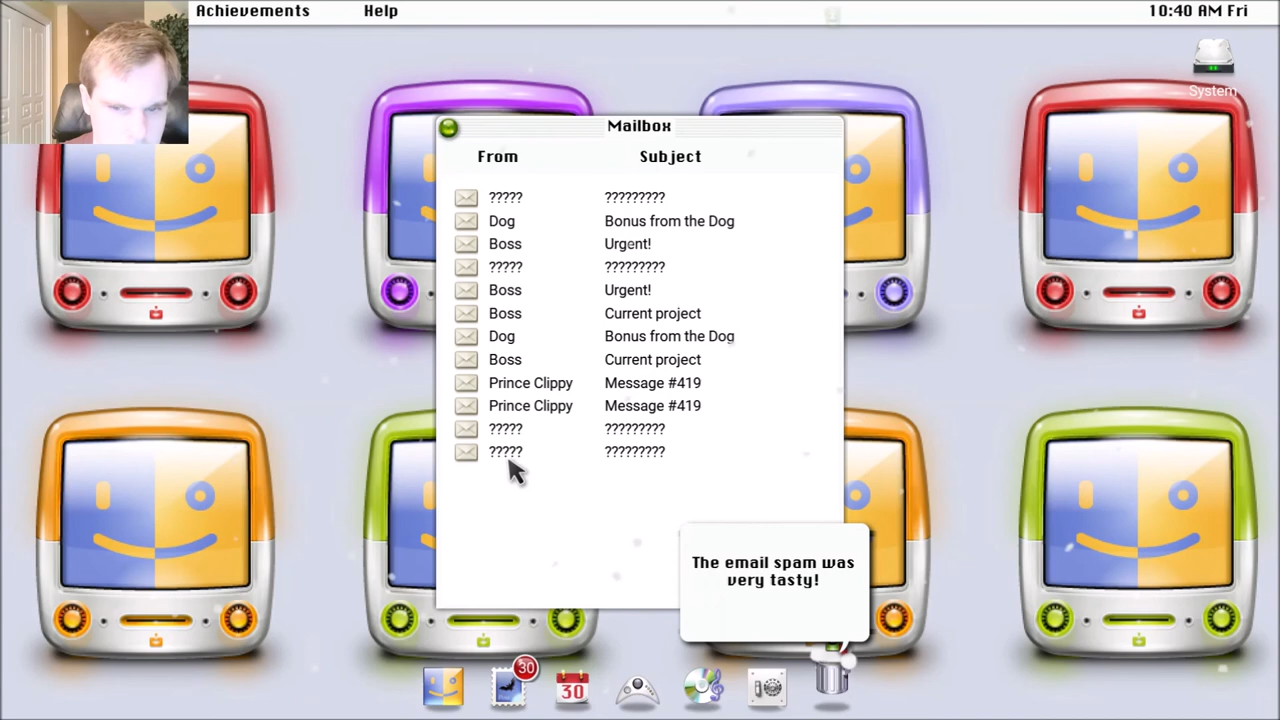 Achievements Help 10:40 AM Fri
System
Mailbox
From Subject
????? ?????????
Dog Bonus from the Dog
Boss Urgent!
????? ?????????
Boss Urgent!
Boss Current project
Dog Bonus from the Dog
Boss Current project
Prince Clippy Message #419
Prince Clippy Message #419
????? ?????????
????? ?????????
The email spam was
very tasty!
30
30